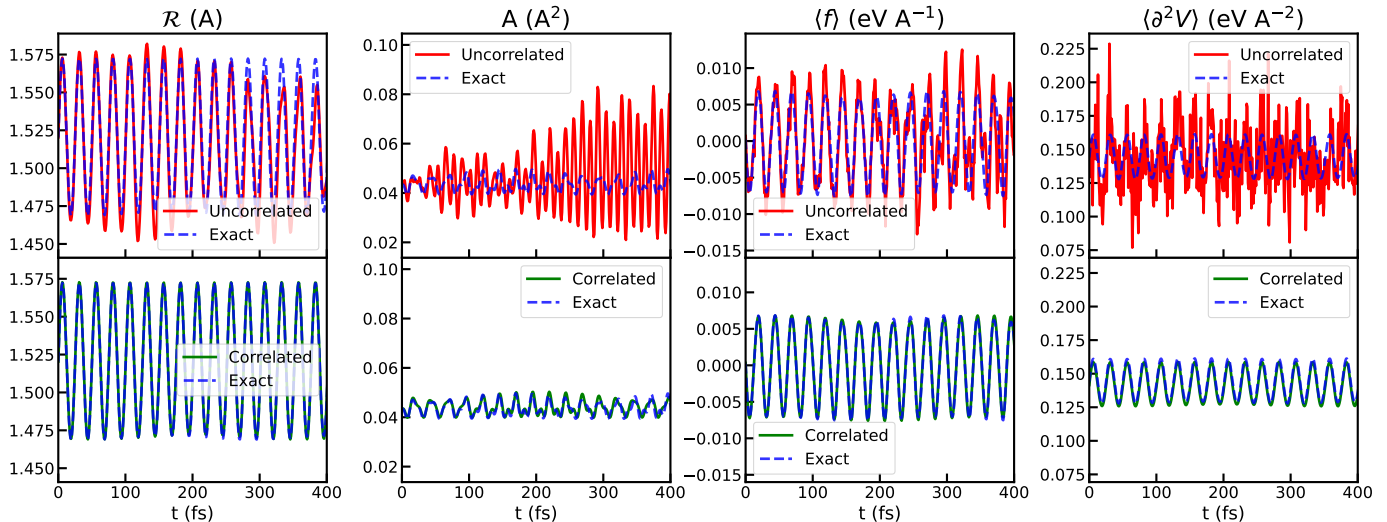 ℛ (A)
A (A²)
⟨f⟩ (eV A⁻¹)
⟨∂²V⟩ (eV A⁻²)
1.575
1.550
1.525
1.500
1.475
1.450
Uncorrelated
Exact
0.10
0.08
0.06
0.04
0.02
Uncorrelated
Exact
0.010
0.005
0.000
−0.005
−0.010
−0.015
Uncorrelated
Exact
0.225
0.200
0.175
0.150
0.125
0.100
0.075
Uncorrelated
Exact
1.575
1.550
1.525
1.500
1.475
1.450
Correlated
Exact
0 100 200 300 400
t (fs)
0.10
0.08
0.06
0.04
0.02
Correlated
Exact
0 100 200 300 400
t (fs)
0.010
0.005
0.000
−0.005
−0.010
−0.015
Correlated
Exact
0 100 200 300 400
t (fs)
0.225
0.200
0.175
0.150
0.125
0.100
0.075
Correlated
Exact
0 100 200 300 400
t (fs)